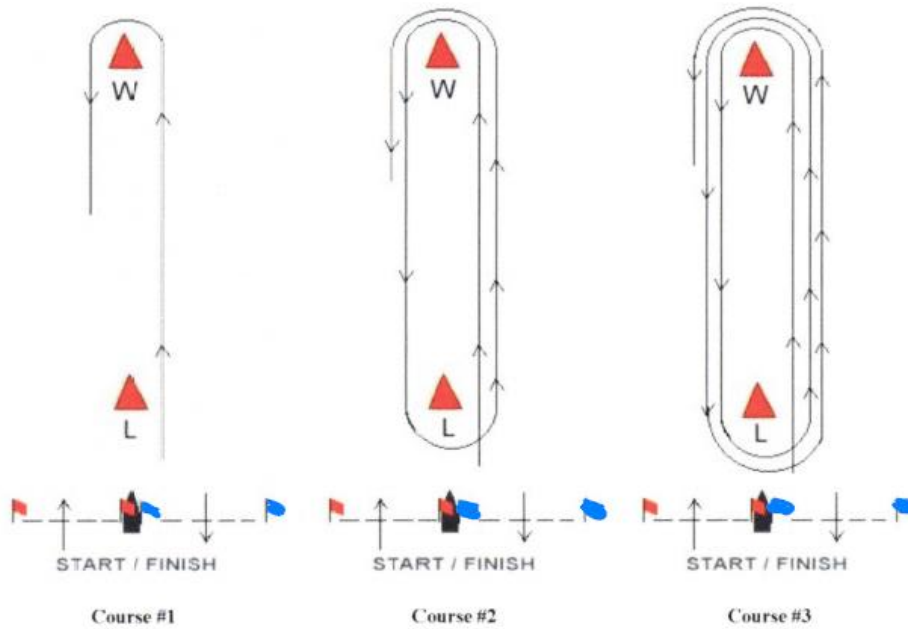 W W W
L L L
START / FINISH START / FINISH START / FINISH
Course #1 Course #2 Course #3